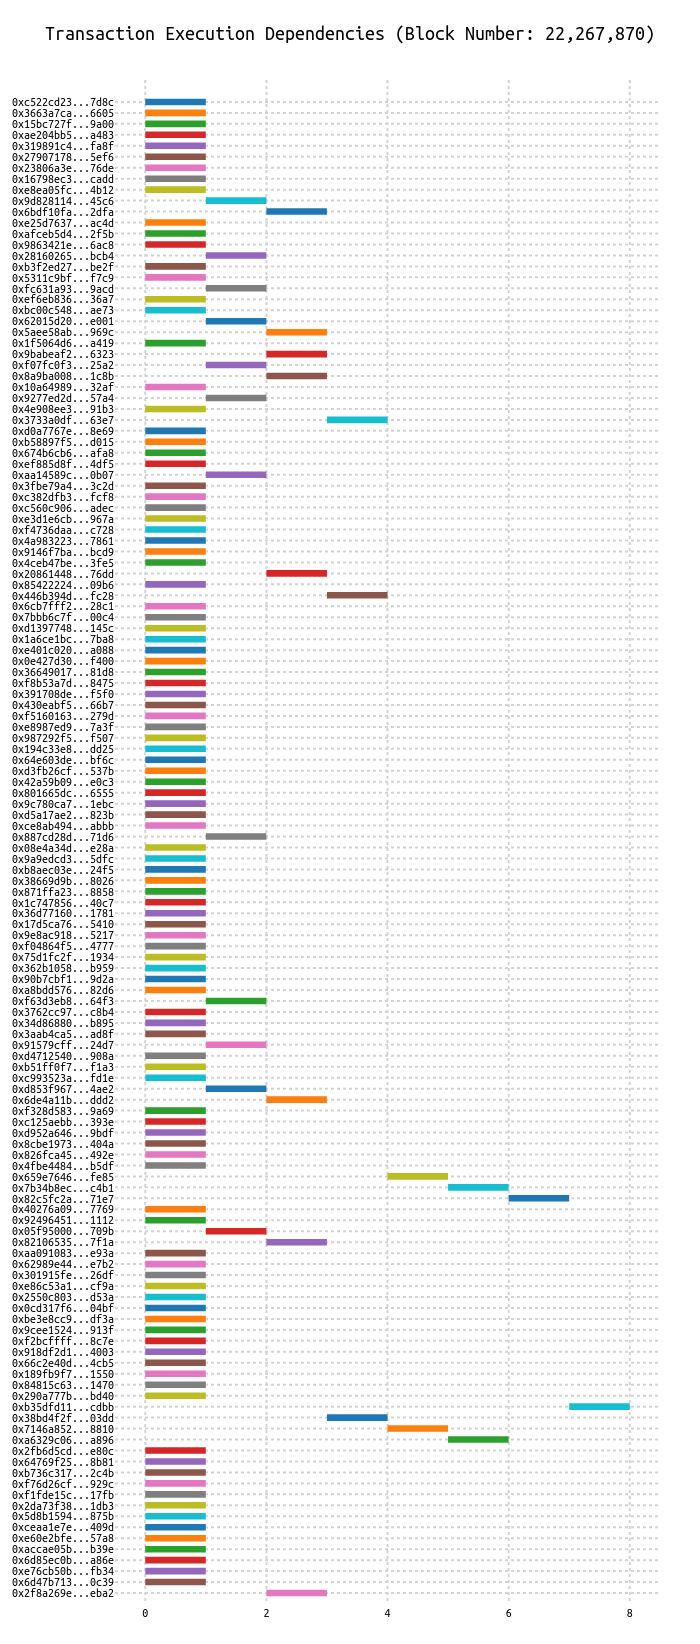 Transaction Execution Dependencies (Block Number: 22,267,870)
0xc522cd23...7d8c
0x3663a7ca...6605
0x15bc727f...9a00
0xae204bb5...a483
0x319891c4...fa8f
0x27907178...5ef6
0x23806a3e...76de
0x16798ec3...cadd
0xe8ea05fc...4b12
0x9d828114...45c6
0x6bdf10fa...2dfa
0xe25d7637...ac4d
0xafceb5d4...2f5b
0x9863421e...6ac8
0x28160265...bcb4
0xb3f2ed27...be2f
0x5311c9bf...f7c9
0xfc631a93...9acd
0xef6eb836...36a7
0xbc00c548...ae73
0x62015d20...e001
0x5aee58ab...969c
0x1f5064d6...a419
0x9babeaf2...6323
0xf07fc0f3...25a2
0x8a9ba008...1c8b
0x10a64989...32af
0x9277ed2d...57a4
0x4e908ee3...91b3
0x3733a0df...63e7
0xd0a7767e...8e69
0xb58897f5...d015
0x674b6cb6...afa8
0xef885d8f...4df5
0xaa14589c...0b07
0x3fbe79a4...3c2d
0xc382dfb3...fcf8
0xc560c906...adec
0xe3d1e6cb...967a
0xf4736daa...c728
0x4a983223...7861
0x9146f7ba...bcd9
0x4ceb47be...3fe5
0x20861448...76dd
0x85422224...09b6
0x446b394d...fc28
0x6cb7fff2...28c1
0x7bbb6c7f...00c4
0xd1397748...145c
0x1a6ce1bc...7ba8
0xe401c020...a088
0x0e427d30...f400
0x36649017...81d8
0xf8b53a7d...8475
0x391708de...f5f0
0x430eabf5...66b7
0xf5160163...279d
0xe8987ed9...7a3f
0x987292f5...f507
0x194c33e8...dd25
0x64e603de...bf6c
0xd3fb26cf...537b
0x42a59b09...e0c3
0x801665dc...6555
0x9c780ca7...1ebc
0xd5a17ae2...823b
0xce8ab494...abbb
0x887cd28d...71d6
0x08e4a34d...e28a
0x9a9edcd3...5dfc
0xb8aec03e...24f5
0x38669d9b...8026
0x871ffa23...8858
0x1c747856...40c7
0x36d77160...1781
0x17d5ca76...5410
0x9e8ac918...5217
0xf04864f5...4777
0x75d1fc2f...1934
0x362b1058...b959
0x90b7cbf1...9d2a
0xa8bdd576...82d6
0xf63d3eb8...64f3
0x3762cc97...c8b4
0x34d86880...b895
0x3aab4ca5...ad8f
0x91579cff...24d7
0xd4712540...908a
0xb51ff0f7...f1a3
0xc993523a...fd1e
0xd853f967...4ae2
0x6de4a11b...ddd2
0xf328d583...9a69
0xc125aebb...393e
0xd952a646...9bdf
0x8cbe1973...404a
0x826fca45...492e
0x4fbe4484...b5df
0x659e7646...fe85
0x7b34b8ec...c4b1
0x82c5fc2a...71e7
0x40276a09...7769
0x92496451...1112
0x05f95000...709b
0x82106535...7f1a
0xaa091083...e93a
0x62989e44...e7b2
0x301915fe...26df
0xe86c53a1...cf9a
0x2550c803...d53a
0x0cd317f6...04bf
0xbe3e8cc9...df3a
0x9cee1524...913f
0xf2bcffff...8c7e
0x918df2d1...4003
0x66c2e40d...4cb5
0x189fb9f7...1550
0x84815c63...1470
0x290a777b...bd40
0xb35dfd11...cdbb
0x38bd4f2f...03dd
0x7146a852...8810
0xa6329c06...a896
0x2fb6d5cd...e80c
0x64769f25...8b81
0xb736c317...2c4b
0xf76d26cf...929c
0xf1fde15c...17fb
0x2da73f38...1db3
0x5d8b1594...875b
0xceaa1e7e...409d
0xe60e2bfe...57a8
0xaccae05b...b39e
0x6d85ec0b...a86e
0xe76cb50b...fb34
0x6d47b713...0c39
0x2f8a269e...eba2
0 2 4 6 8